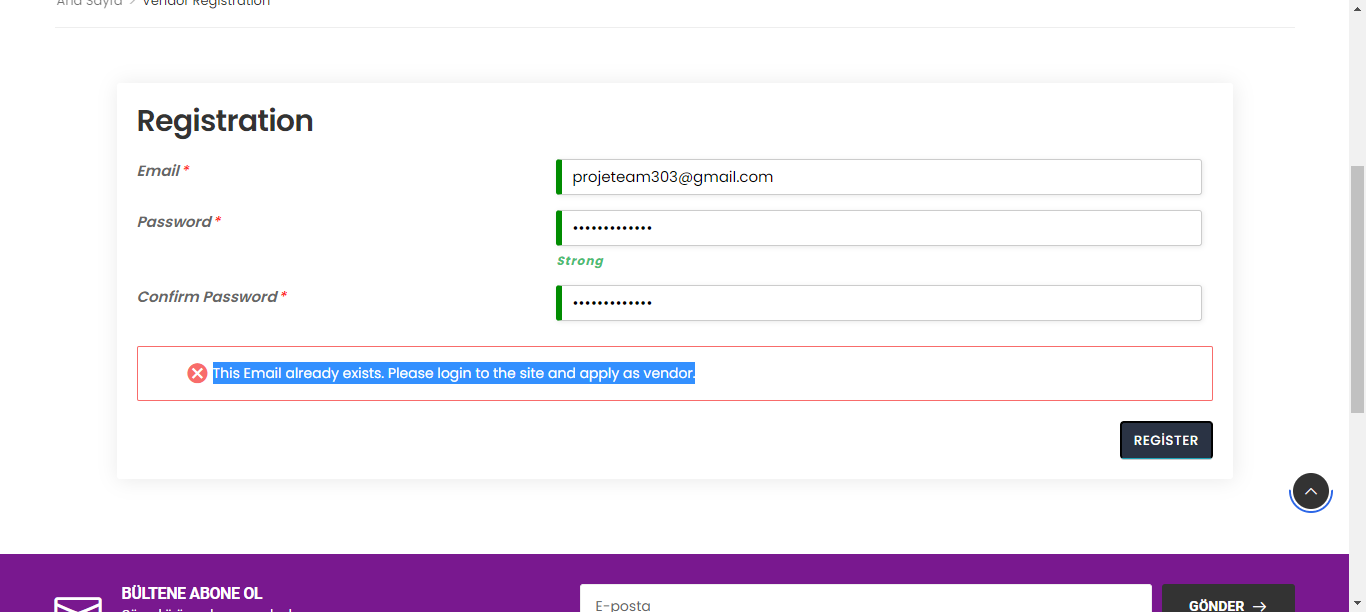 Ana Sayfa > Vendor Registration
Registration
Email *
projeteam303@gmail.com
Password *
•••••••••••••
Strong
Confirm Password *
•••••••••••••
This Email already exists. Please login to the site and apply as vendor.
REGİSTER
BÜLTENE ABONE OL
E-posta
GÖNDER →